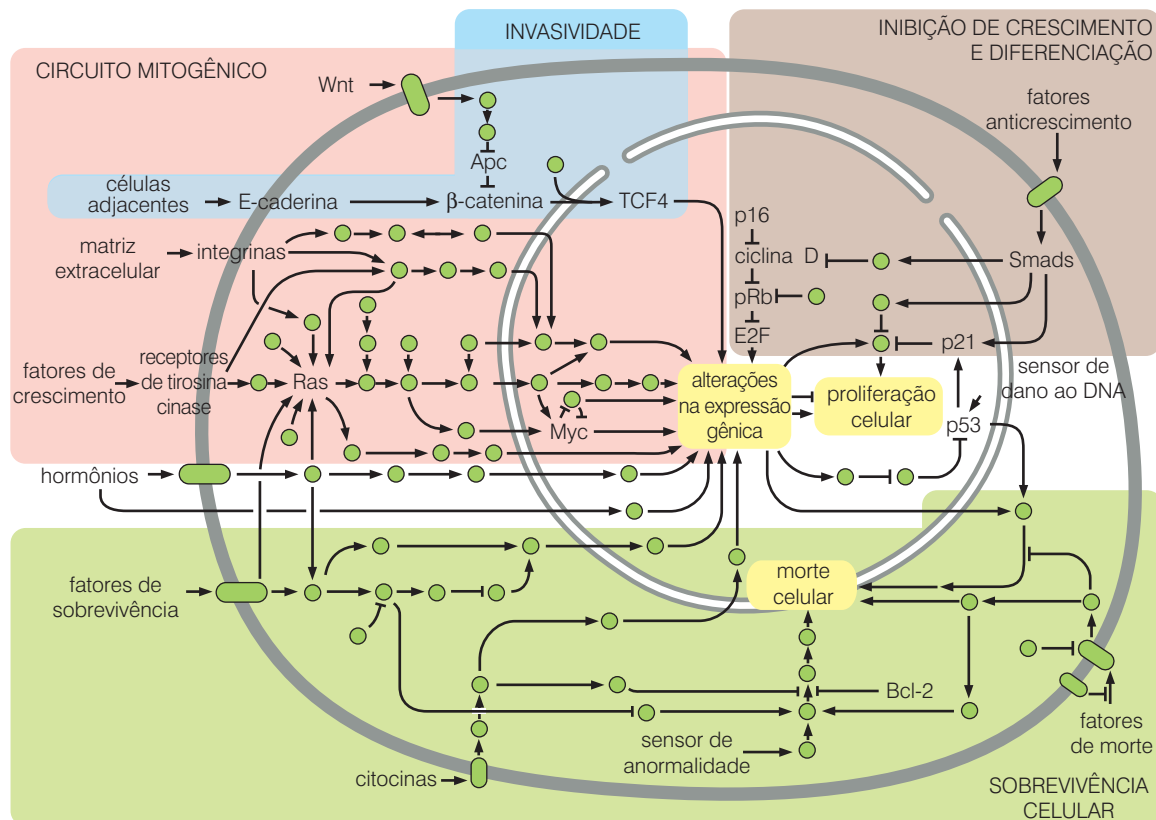 INVASIVIDADE
INIBIÇÃO DE CRESCIMENTO
E DIFERENCIAÇÃO
CIRCUITO MITOGÊNICO
Wnt
fatores
anticrescimento
Apc
células
adjacentes
E-caderina
β-catenina
TCF4
p16
matriz
extracelular
integrinas
ciclina D
Smads
pRb
E2F
p21
fatores de
crescimento
receptores
de tirosina
cinase
Ras
Myc
alterações
na expressão
gênica
proliferação
celular
sensor de
dano ao DNA
p53
hormônios
fatores de
sobrevivência
morte
celular
Bcl-2
sensor de
anormalidade
fatores
de morte
citocinas
SOBREVIVÊNCIA
CELULAR